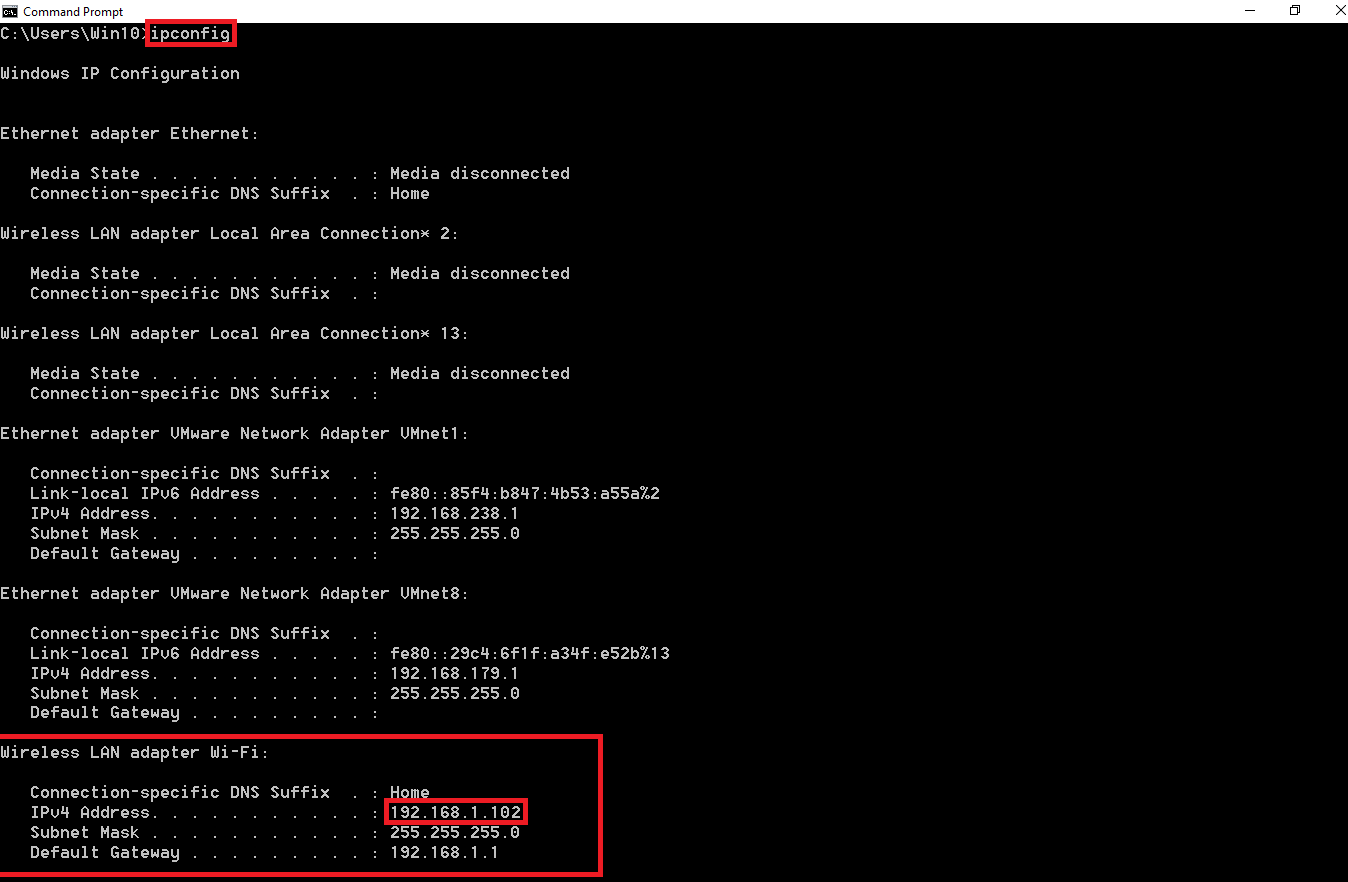 Command Prompt
C:\Users\Win10>ipconfig
Windows IP Configuration
Ethernet adapter Ethernet:
   Media State . . . . . . . . . . . : Media disconnected
   Connection-specific DNS Suffix  . : Home
Wireless LAN adapter Local Area Connection* 2:
   Media State . . . . . . . . . . . : Media disconnected
   Connection-specific DNS Suffix  . :
Wireless LAN adapter Local Area Connection* 13:
   Media State . . . . . . . . . . . : Media disconnected
   Connection-specific DNS Suffix  . :
Ethernet adapter VMware Network Adapter VMnet1:
   Connection-specific DNS Suffix  . :
   Link-local IPv6 Address . . . . . : fe80::85f4:b847:4b53:a55a%2
   IPv4 Address. . . . . . . . . . . : 192.168.238.1
   Subnet Mask . . . . . . . . . . . : 255.255.255.0
   Default Gateway . . . . . . . . . :
Ethernet adapter VMware Network Adapter VMnet8:
   Connection-specific DNS Suffix  . :
   Link-local IPv6 Address . . . . . : fe80::29c4:6f1f:a34f:e52b%13
   IPv4 Address. . . . . . . . . . . : 192.168.179.1
   Subnet Mask . . . . . . . . . . . : 255.255.255.0
   Default Gateway . . . . . . . . . :
Wireless LAN adapter Wi-Fi:
   Connection-specific DNS Suffix  . : Home
   IPv4 Address. . . . . . . . . . . : 192.168.1.102
   Subnet Mask . . . . . . . . . . . : 255.255.255.0
   Default Gateway . . . . . . . . . : 192.168.1.1